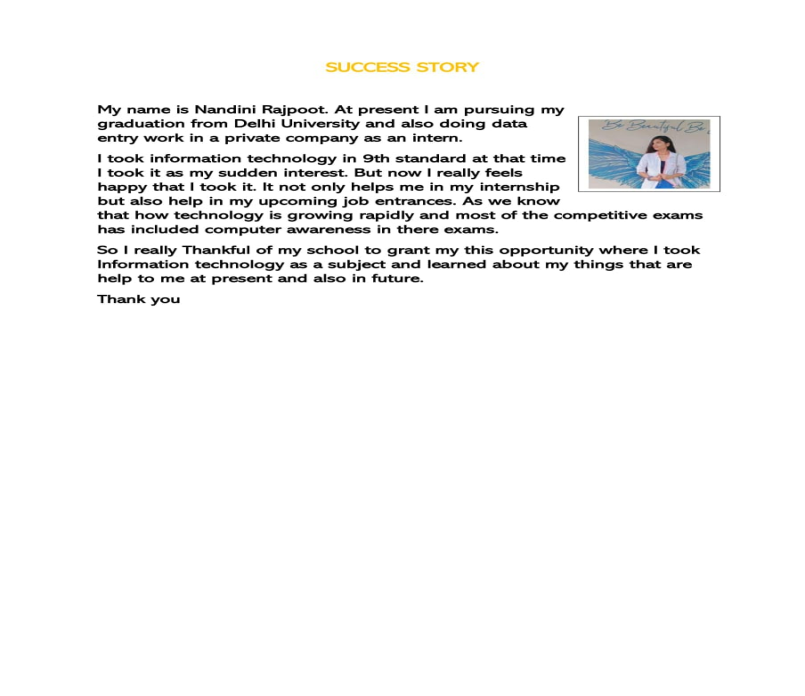 SUCCESS STORY
My name is Nandini Rajpoot. At present I am pursuing my
graduation from Delhi University and also doing data
entry work in a private company as an intern.
I took information technology in 9th standard at that time
I took it as my sudden interest. But now I really feels
happy that I took it. It not only helps me in my internship
but also help in my upcoming job entrances. As we know
that how technology is growing rapidly and most of the competitive exams
has included computer awareness in there exams.
So I really Thankful of my school to grant my this opportunity where I took
Information technology as a subject and learned about my things that are
help to me at present and also in future.
Thank you
Be Beautiful Be